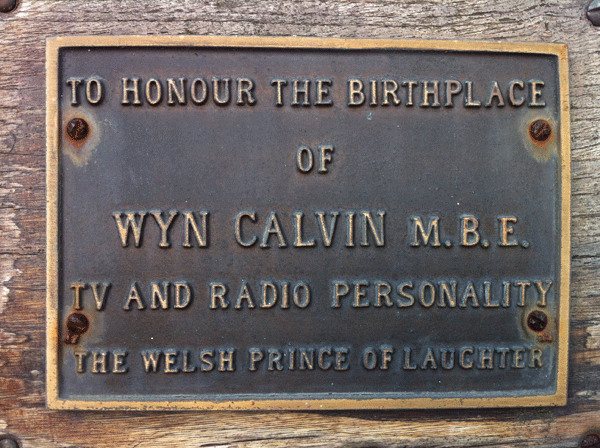 TO HONOUR THE BIRTHPLACE
OF
WYN CALVIN M.B.E.
TV AND RADIO PERSONALITY
THE WELSH PRINCE OF LAUGHTER